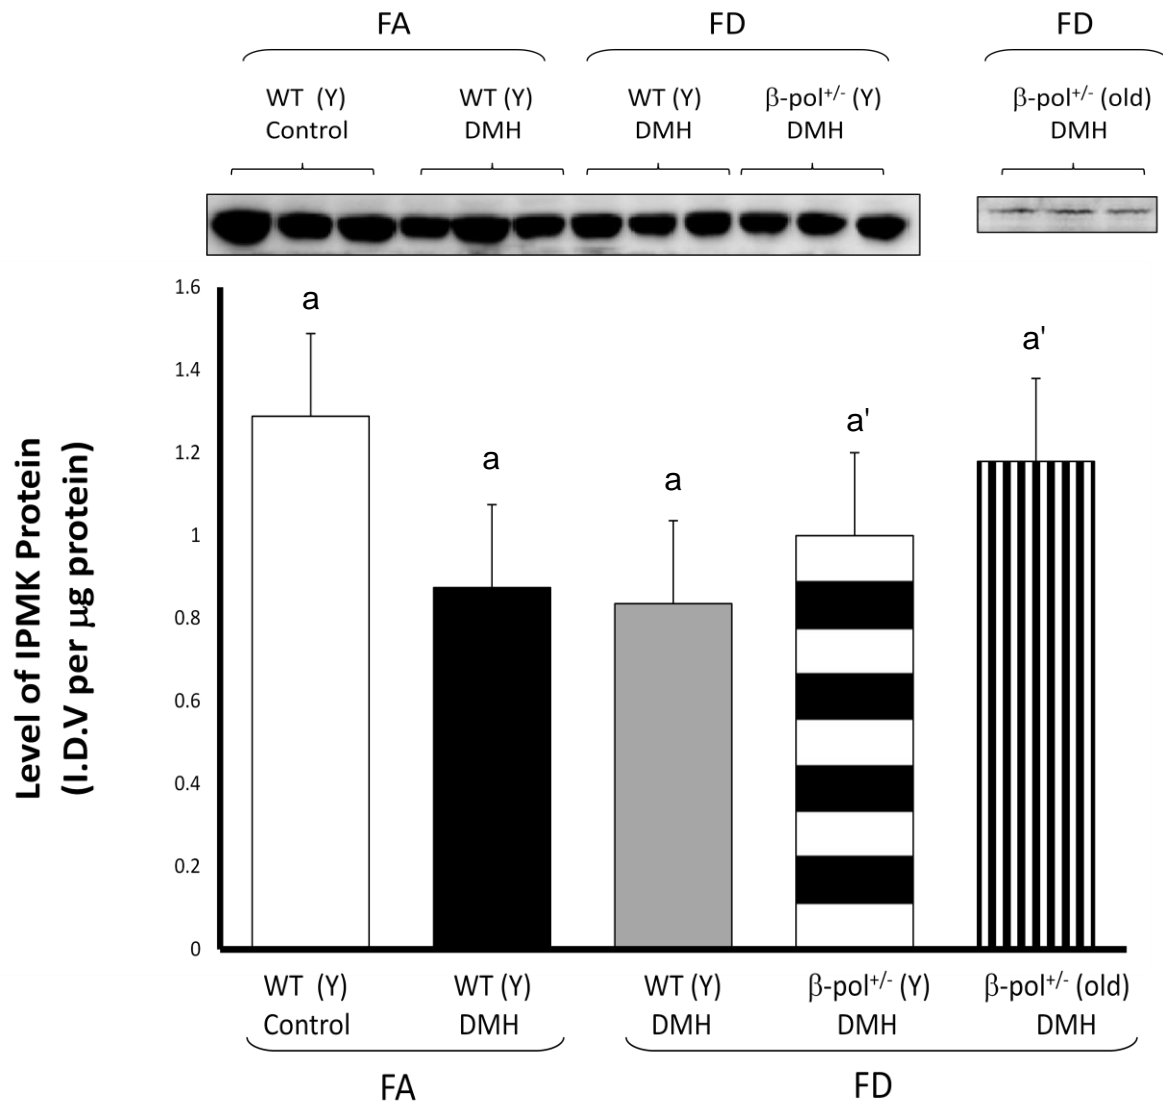 FA FD FD
WT (Y) WT (Y) WT (Y) β-pol+/- (Y) β-pol+/- (old)
Control DMH DMH DMH DMH
1.6
1.4
1.2
1
0.8
0.6
0.4
0.2
0
a
a
a
a'
a'
Level of IPMK Protein
(I.D.V per μg protein)
WT (Y) WT (Y) WT (Y) β-pol+/- (Y) β-pol+/- (old)
Control DMH DMH DMH DMH
FA FD